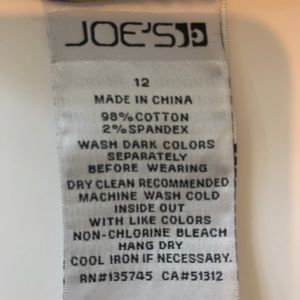 JOE'S
12
MADE IN CHINA
98% COTTON
2% SPANDEX
WASH DARK COLORS
SEPARATELY
BEFORE WEARING
DRY CLEAN RECOMMENDED
MACHINE WASH COLD
INSIDE OUT
WITH LIKE COLORS
NON-CHLORINE BLEACH
HANG DRY
COOL IRON IF NECESSARY.
RN#135745 CA#51312